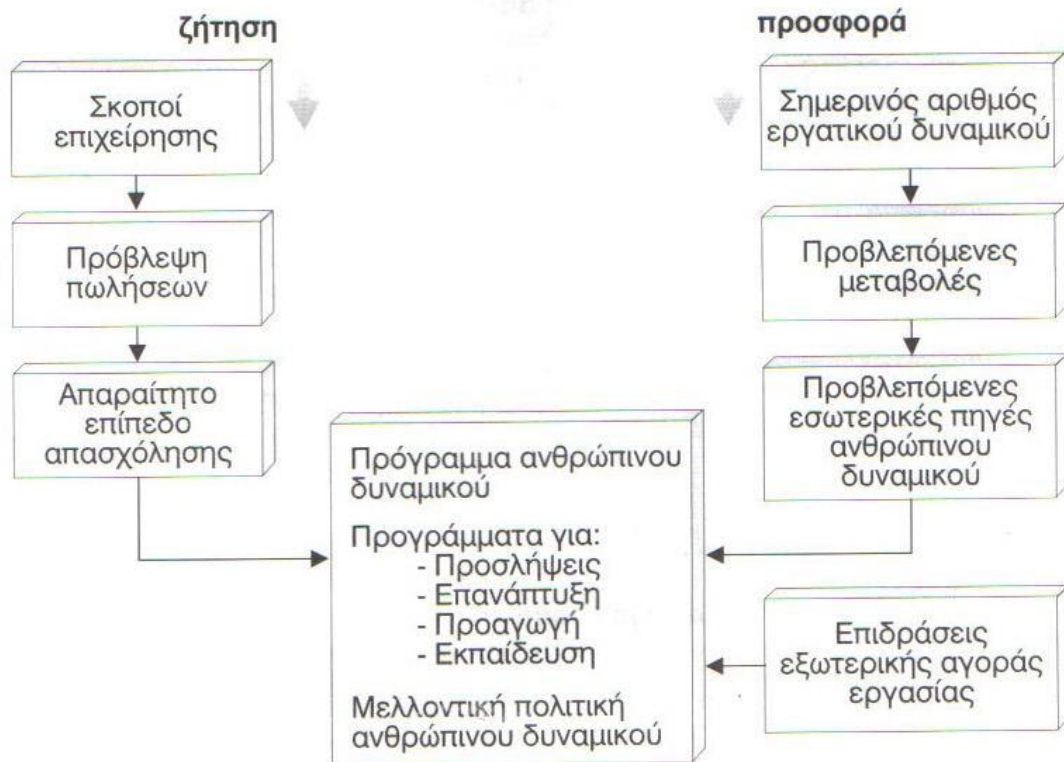 ζήτηση
Σκοποί
επιχείρησης
Πρόβλεψη
πωλήσεων
Απαραίτητο
επίπεδο
απασχόλησης
προσφορά
Σημερινός αριθμός
εργατικού δυναμικού
Προβλεπόμενες
μεταβολές
Προβλεπόμενες
εσωτερικές πηγές
ανθρώπινου
δυναμικού
Επιδράσεις
εξωτερικής αγοράς
εργασίας
Πρόγραμμα ανθρώπινου
δυναμικού
Προγράμματα για:
- Προσλήψεις
- Επανάπτυξη
- Προαγωγή
- Εκπαίδευση
Μελλοντική πολιτική
ανθρώπινου δυναμικού